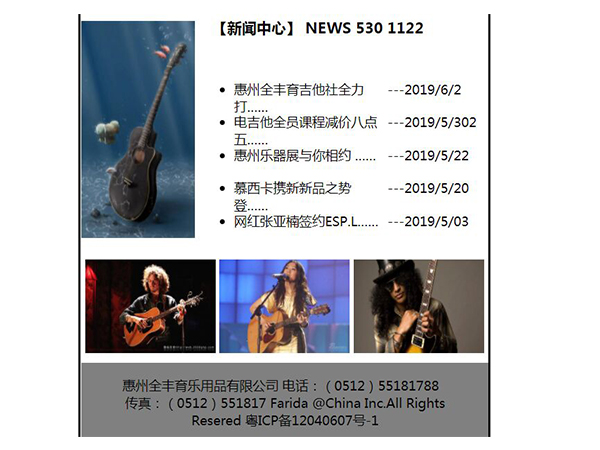 【新闻中心】 NEWS 530 1122
惠州全丰育吉他社全力 ---2019/6/2
打......
电吉他全员课程减价八点 ---2019/5/302
五......
惠州乐器展与你相约 ...... ---2019/5/22
慕西卡携新新品之势 ---2019/5/20
登......
网红张亚楠签约ESP.L...... ---2019/5/03
惠州全丰育乐用品有限公司 电话：（0512）55181788
传真：（0512）551817 Farida @China Inc.All Rights
Resered 粤ICP备12040607号-1